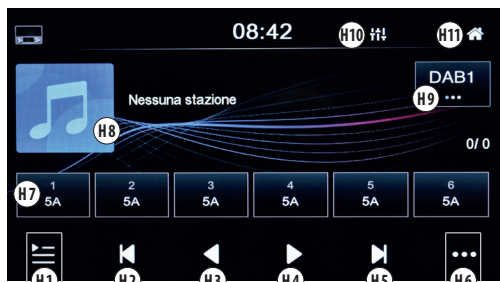 08:42
H10
H11
DAB1
H9
Nessuna stazione
H8
0/ 0
H7
1
5A
2
5A
3
5A
4
5A
5
5A
6
5A
H1
H2
H3
H4
H5
H6